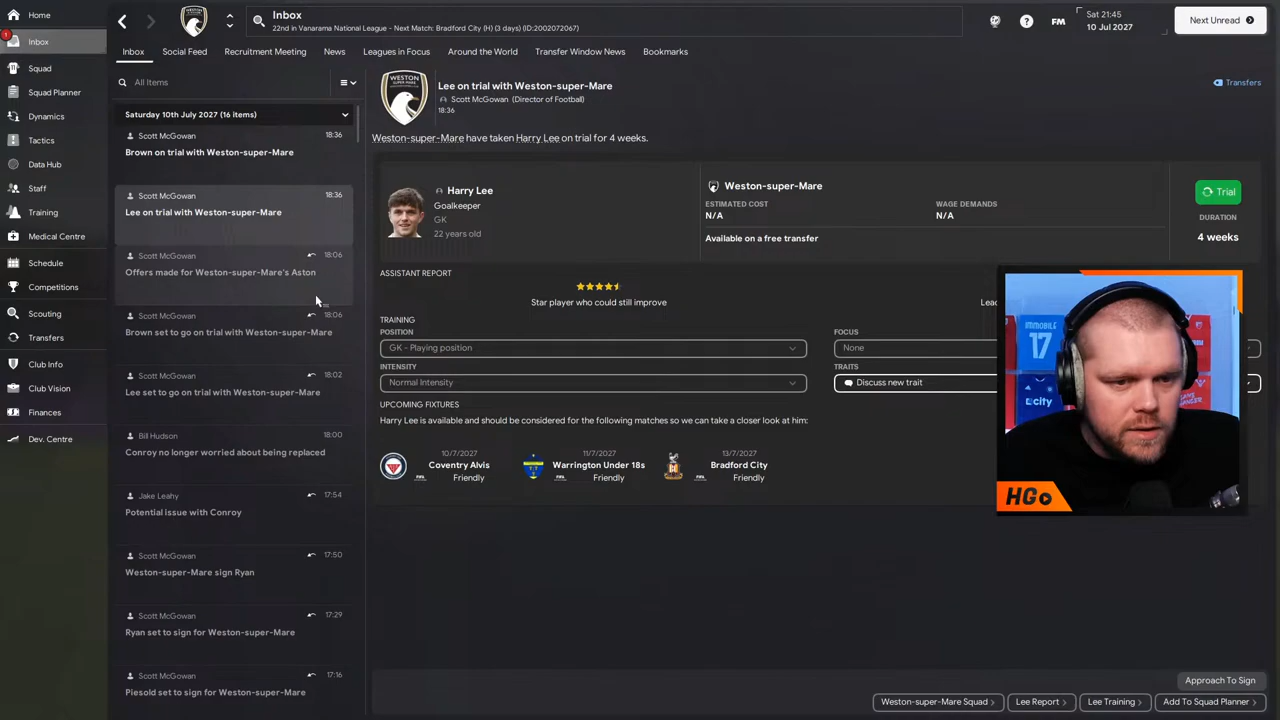 Home
Inbox
1
Squad
Squad Planner
Dynamics
Tactics
Data Hub
Staff
Training
Medical Centre
Schedule
Competitions
Scouting
Transfers
Club Info
Club Vision
Finances
Dev. Centre
Inbox
22nd in Vanarama National League - Next Match: Bradford City (H) (3 days) (ID:2002072067)
FM
Sat 21:45
10 Jul 2027
Next Unread
Inbox
Social Feed
Recruitment Meeting
News
Leagues in Focus
Around the World
Transfer Window News
Bookmarks
All Items
Saturday 10th July 2027 (16 items)
Scott McGowan 18:36
Brown on trial with Weston-super-Mare
Scott McGowan 18:36
Lee on trial with Weston-super-Mare
Scott McGowan 18:06
Offers made for Weston-super-Mare's Aston
Scott McGowan 18:06
Brown set to go on trial with Weston-super-Mare
Scott McGowan 18:02
Lee set to go on trial with Weston-super-Mare
Bill Hudson 18:00
Conroy no longer worried about being replaced
Jake Leahy 17:54
Potential issue with Conroy
Scott McGowan 17:50
Weston-super-Mare sign Ryan
Scott McGowan 17:29
Ryan set to sign for Weston-super-Mare
Scott McGowan 17:16
Piesold set to sign for Weston-super-Mare
WESTON
Lee on trial with Weston-super-Mare
Scott McGowan (Director of Football)
18:36
Transfers
Weston-super-Mare have taken Harry Lee on trial for 4 weeks.
Harry Lee
Goalkeeper
GK
22 years old
Weston-super-Mare
ESTIMATED COST
N/A
WAGE DEMANDS
N/A
Available on a free transfer
Trial
DURATION
4 weeks
ASSISTANT REPORT
Star player who could still improve
TRAINING
POSITION
GK - Playing position
FOCUS
None
INTENSITY
Normal Intensity
TRAITS
Discuss new trait
UPCOMING FIXTURES
Harry Lee is available and should be considered for the following matches so we can take a closer look at him:
10/7/2027
Coventry Alvis
Friendly
11/7/2027
Warrington Under 18s
Friendly
13/7/2027
Bradford City
Friendly
IMMOBILE
17
city
HG
Approach To Sign
Weston-super-Mare Squad
Lee Report
Lee Training
Add To Squad Planner